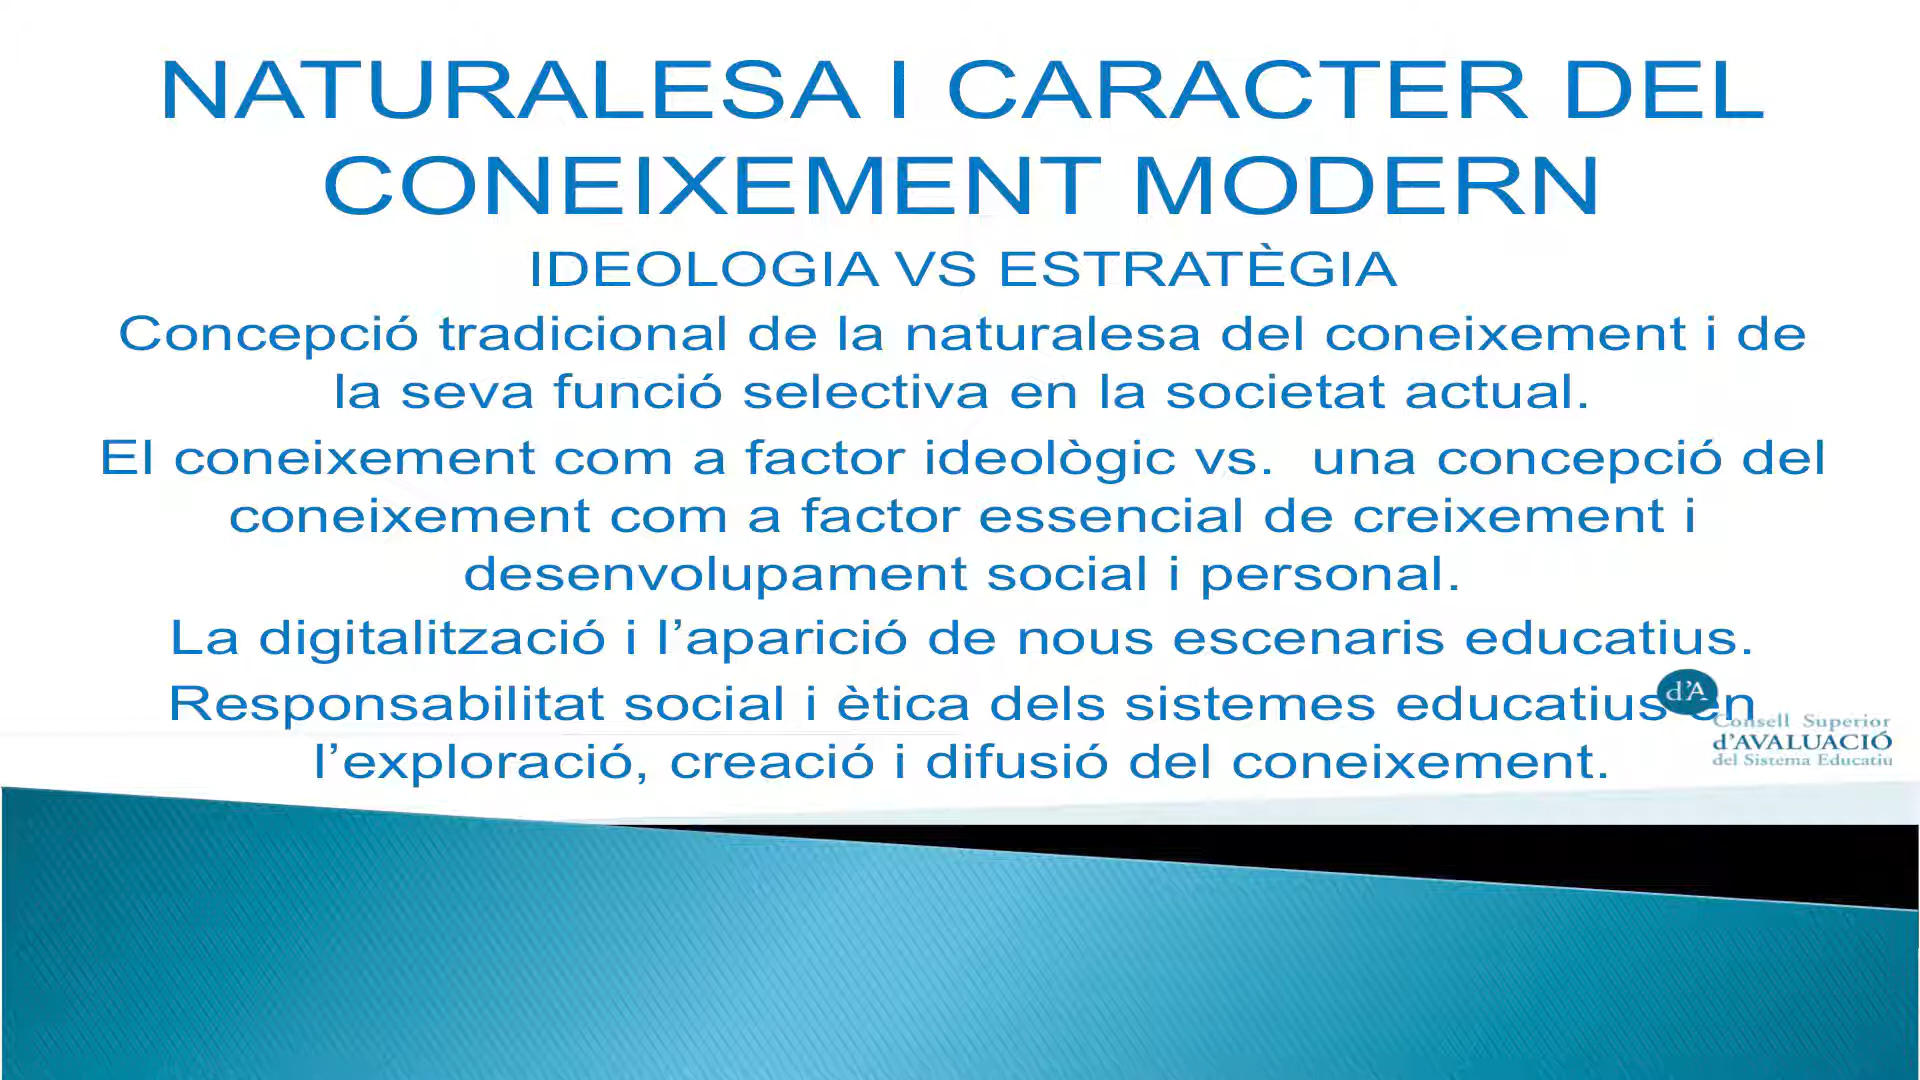 NATURALESA I CARACTER DEL
CONEIXEMENT MODERN
IDEOLOGIA VS ESTRATÈGIA
Concepció tradicional de la naturalesa del coneixement i de
la seva funció selectiva en la societat actual.
El coneixement com a factor ideològic vs.  una concepció del
coneixement com a factor essencial de creixement i
desenvolupament social i personal.
La digitalització i l’aparició de nous escenaris educatius.
Responsabilitat social i ètica dels sistemes educatius en
l’exploració, creació i difusió del coneixement.
d’A
Consell Superior
d’AVALUACIÓ
del Sistema Educatiu